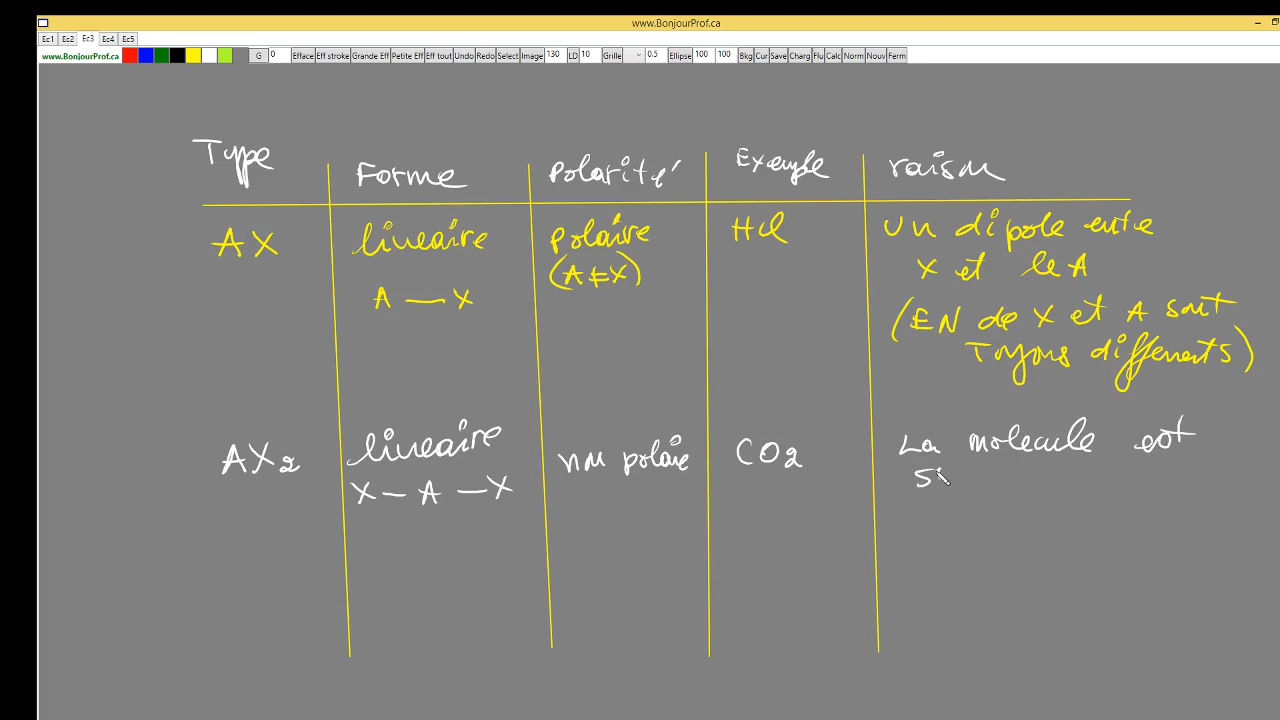 www.BonjourProf.ca
Ec1 Ec2 Ec3 Ec4 Ec5
www.BonjourProf.ca G 0 Efface Eff stroke Grande Eff Petite Eff Eff tout Undo Redo Select Image 130 LD 10 Grille 0.5 Ellipse 100 100 Bkg Cur Save Charg Flu Calc Norm Nouv Ferm
Type Forme Polarité Exemple raison
AX linéaire polaire HCl Un dipole entre
(A≠X) X et le A
A — X
(EN de X et A sont
Toujours differents)
AX2 lineaire non polaire CO2 La molecule est
X — A — X Si